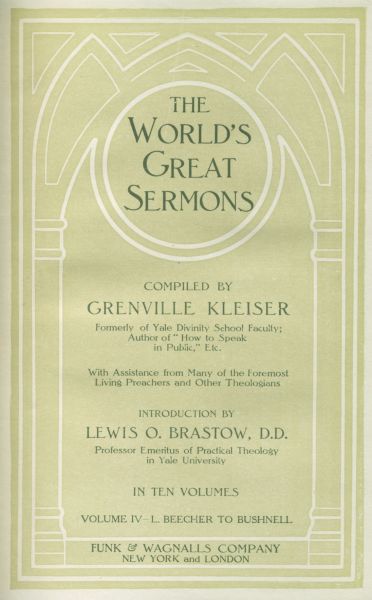 THE
WORLD'S
GREAT
SERMONS
COMPILED BY
GRENVILLE KLEISER
Formerly of Yale Divinity School Faculty;
Author of "How to Speak
in Public," Etc.
With Assistance from Many of the Foremost
Living Preachers and Other Theologians
INTRODUCTION BY
LEWIS O. BRASTOW, D.D.
Professor Emeritus of Practical Theology
in Yale University
IN TEN VOLUMES
VOLUME IV—L. BEECHER TO BUSHNELL
FUNK & WAGNALLS COMPANY
NEW YORK and LONDON